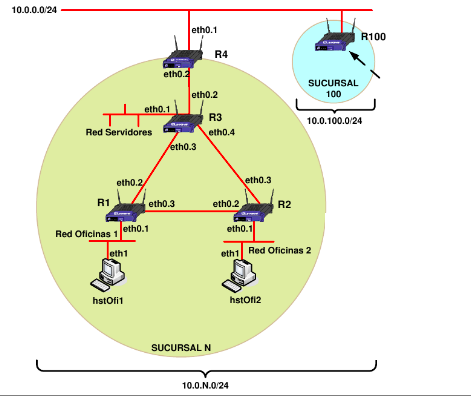 10.0.0.0/24
eth0.1
R100
R4
eth0.2
SUCURSAL
100
eth0.2
eth0.1
R3
10.0.100.0/24
Red Servidores
eth0.4
eth0.3
eth0.2
eth0.3
R1
eth0.3
eth0.2
R2
Red Oficinas 1
eth0.1
eth0.1
Red Oficinas 2
eth1
eth1
hstOfi1
hstOfi2
SUCURSAL N
10.0.N.0/24